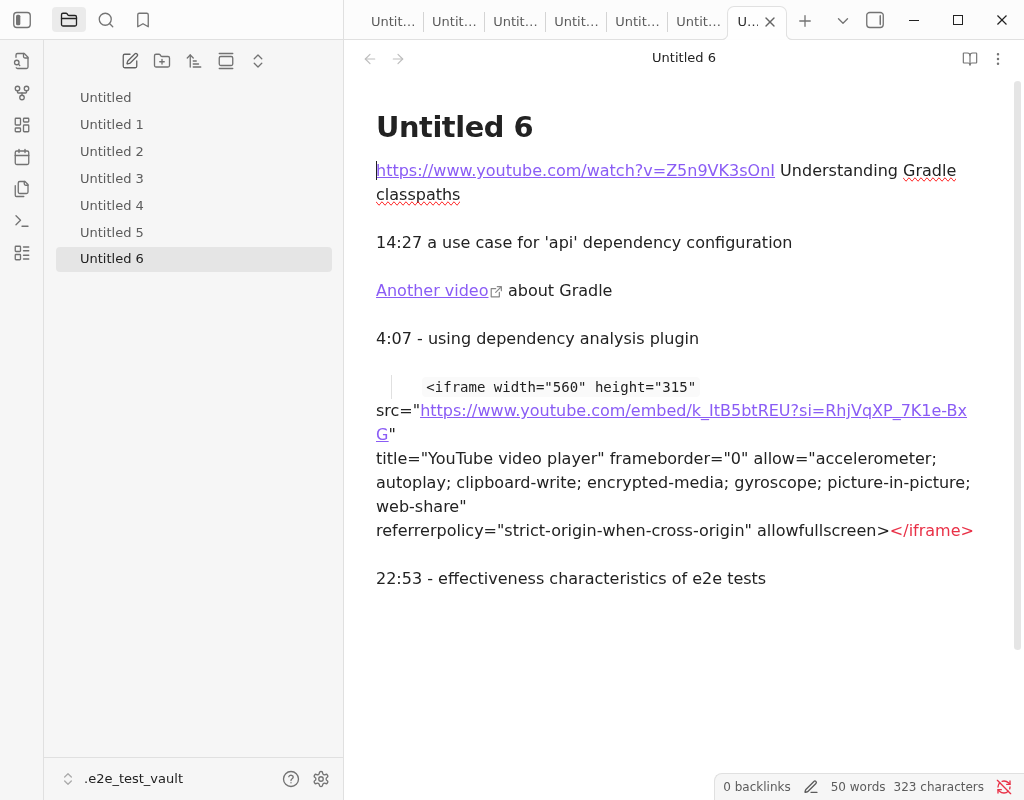 Untit...
Untit...
Untit...
Untit...
Untit...
Untit...
U...
Untitled 6
Untitled
Untitled 1
Untitled 2
Untitled 3
Untitled 4
Untitled 5
Untitled 6
Untitled 6
https://www.youtube.com/watch?v=Z5n9VK3sOnI Understanding Gradle
classpaths
14:27 a use case for 'api' dependency configuration
Another video about Gradle
4:07 - using dependency analysis plugin
<iframe width="560" height="315"
src="https://www.youtube.com/embed/k_ItB5btREU?si=RhjVqXP_7K1e-Bx
G"
title="YouTube video player" frameborder="0" allow="accelerometer;
autoplay; clipboard-write; encrypted-media; gyroscope; picture-in-picture;
web-share"
referrerpolicy="strict-origin-when-cross-origin" allowfullscreen></iframe>
22:53 - effectiveness characteristics of e2e tests
.e2e_test_vault
0 backlinks 50 words 323 characters